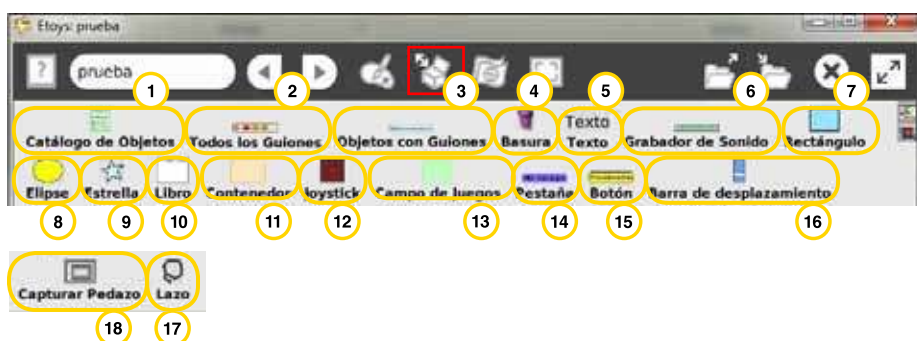 Etoys: prueba
? prueba
1 2 3 4 5 6 7
Texto
Catálogo de Objetos Todos los Guiones Objetos con Guiones Basura Texto Grabador de Sonido Rectángulo
Elipse Estrella Libro Contenedor Joystick Campo de Juegos Pestaña Botón Barra de desplazamiento
8 9 10 11 12 13 14 15 16
Capturar Pedazo Lazo
18 17